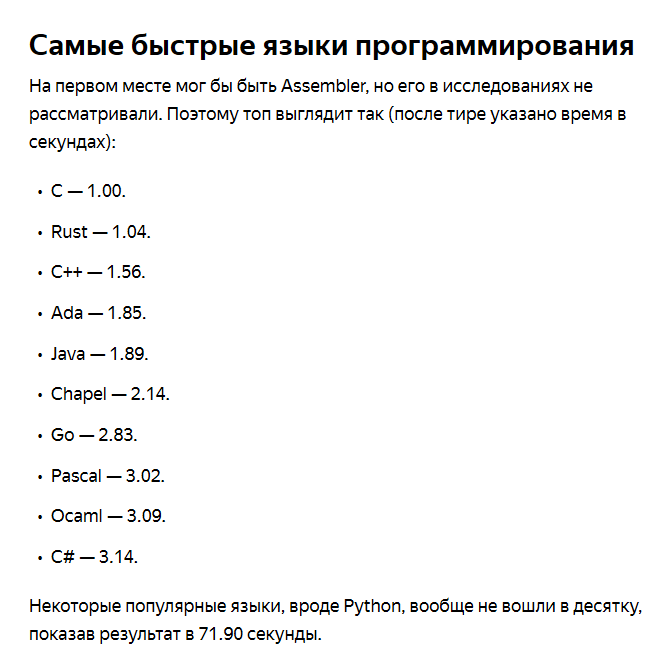 Самые быстрые языки программирования
На первом месте мог бы быть Assembler, но его в исследованиях не
рассматривали. Поэтому топ выглядит так (после тире указано время в
секундах):
• C — 1.00.
• Rust — 1.04.
• C++ — 1.56.
• Ada — 1.85.
• Java — 1.89.
• Chapel — 2.14.
• Go — 2.83.
• Pascal — 3.02.
• Ocaml — 3.09.
• C# — 3.14.
Некоторые популярные языки, вроде Python, вообще не вошли в десятку,
показав результат в 71.90 секунды.